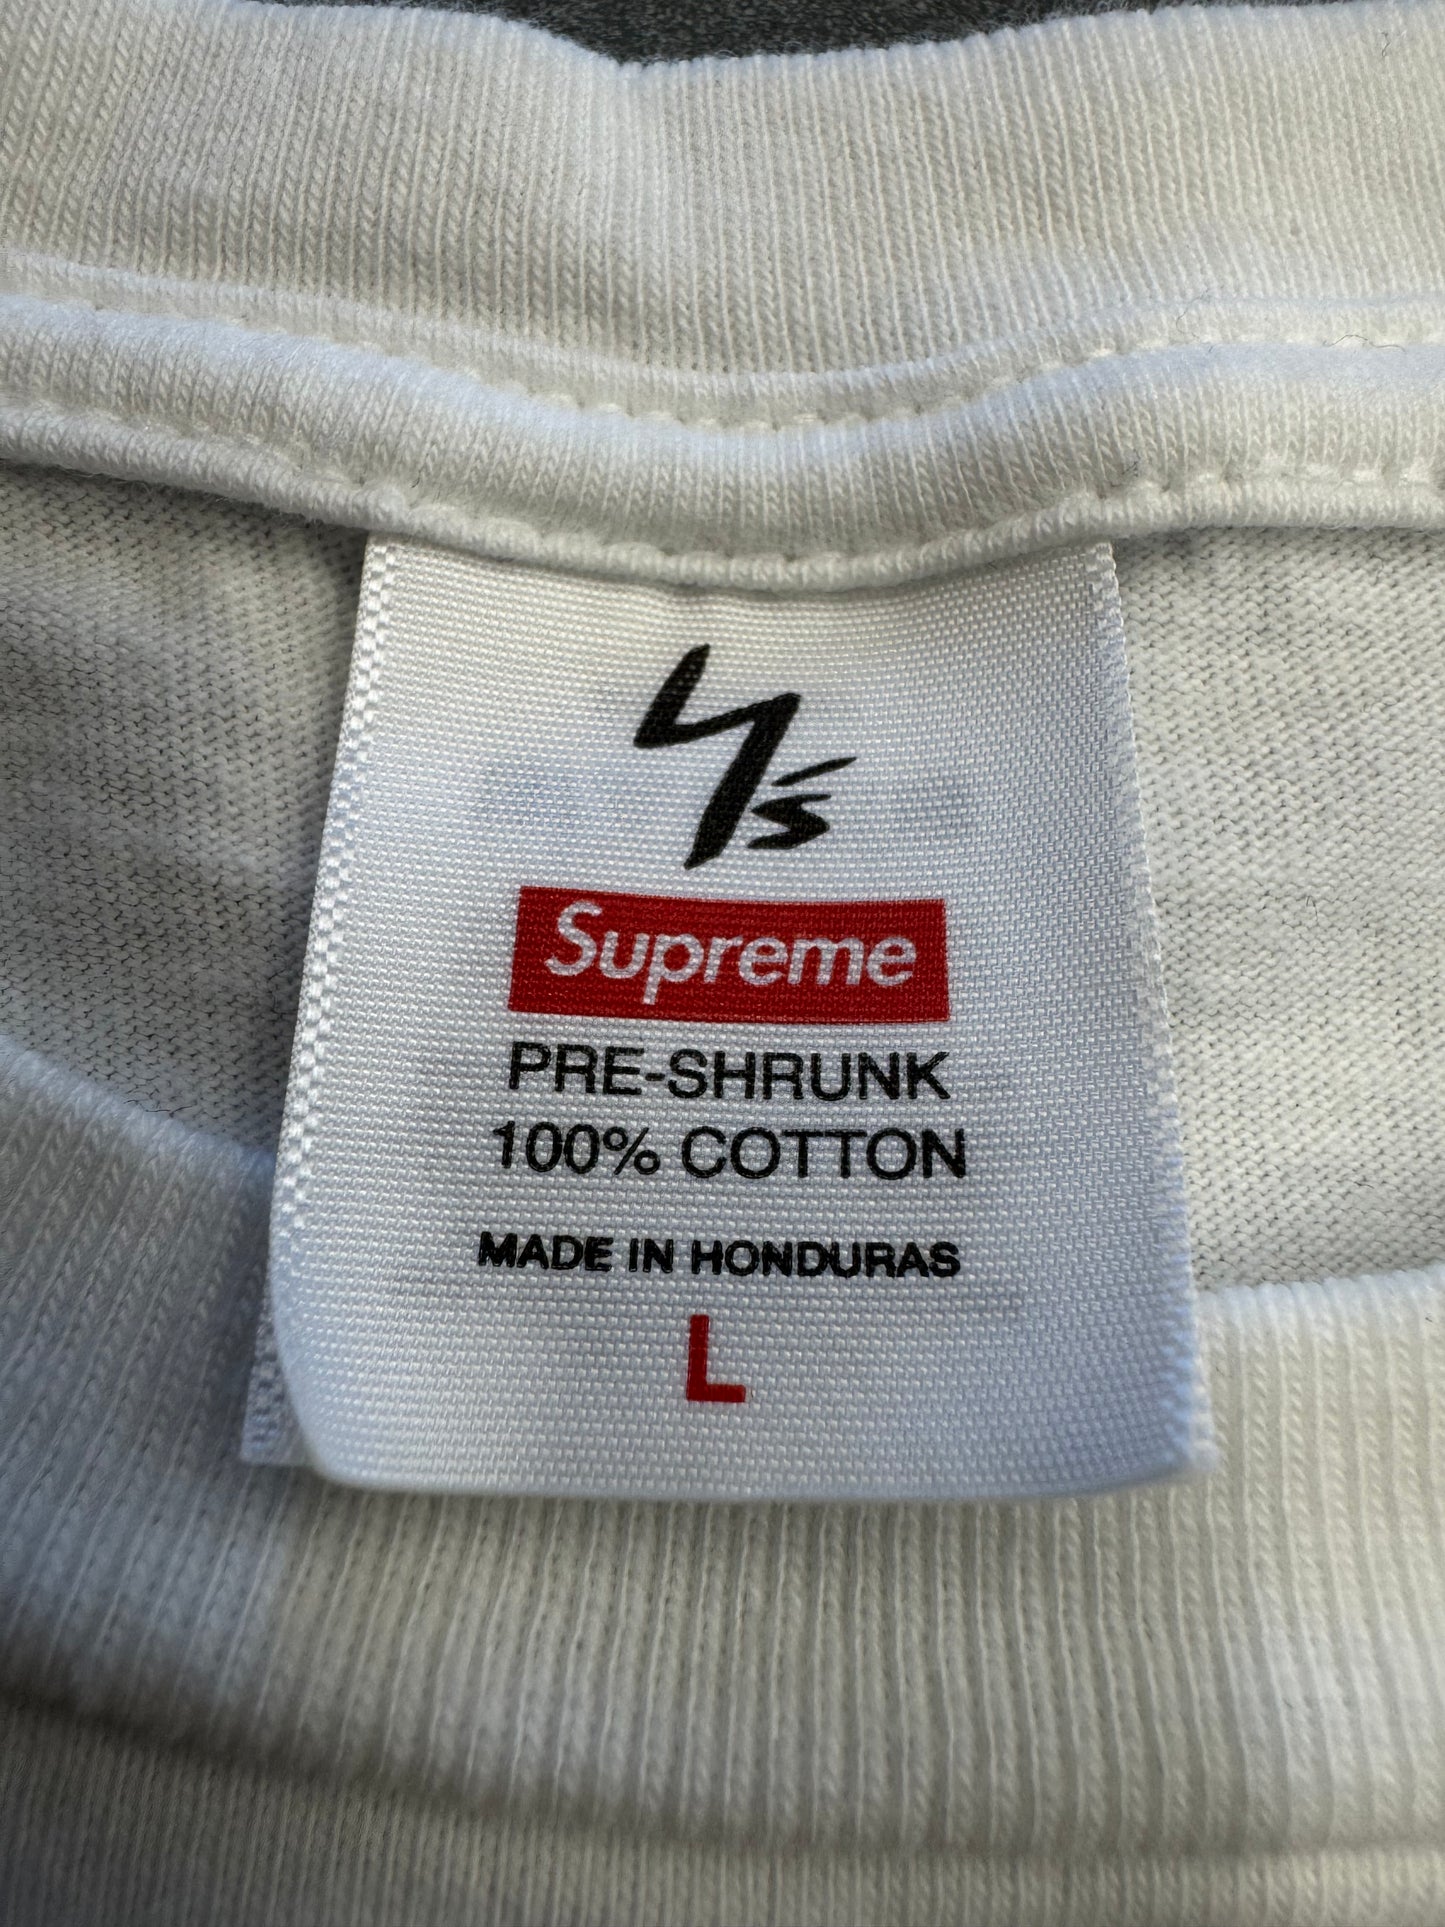 Y's
Supreme
PRE-SHRUNK
100% COTTON
MADE IN HONDURAS
L